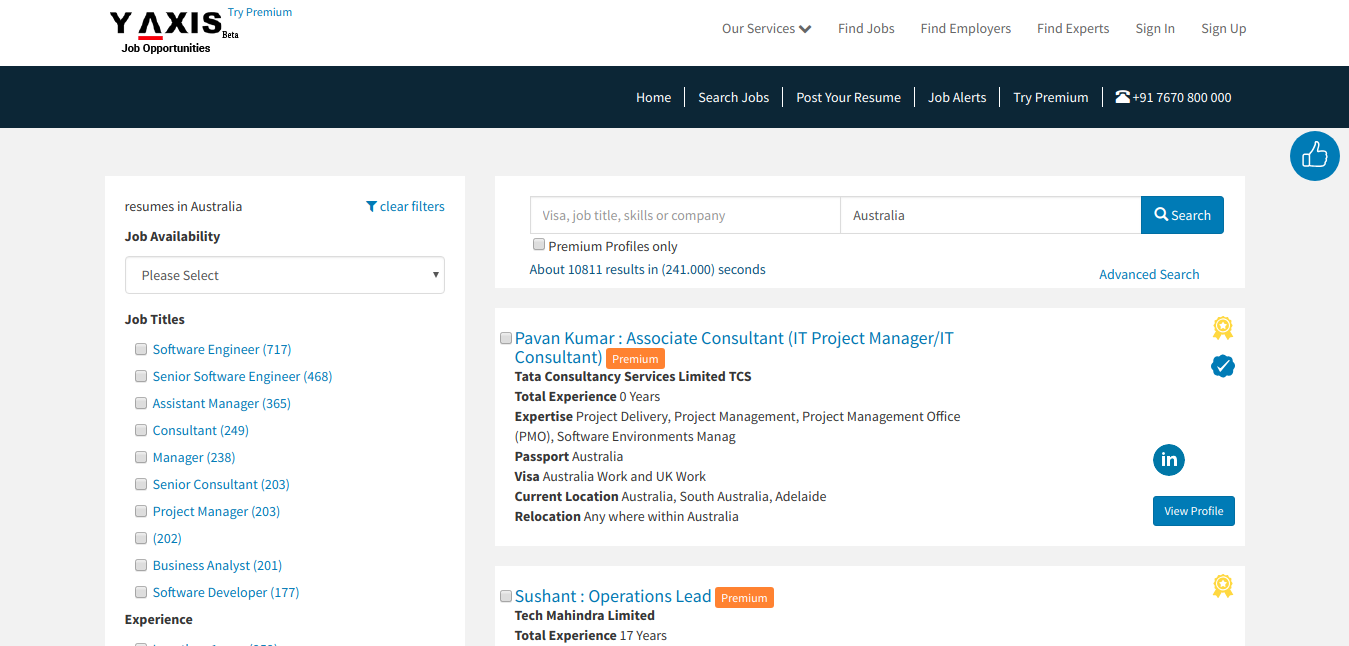 YAXIS
Try Premium
Beta
Job Opportunities
Our Services
Find Jobs
Find Employers
Find Experts
Sign In
Sign Up
Home
Search Jobs
Post Your Resume
Job Alerts
Try Premium
+91 7670 800 000
resumes in Australia
clear filters
Job Availability
Please Select
Job Titles
Software Engineer (717)
Senior Software Engineer (468)
Assistant Manager (365)
Consultant (249)
Manager (238)
Senior Consultant (203)
Project Manager (203)
(202)
Business Analyst (201)
Software Developer (177)
Experience
Visa, job title, skills or company
Australia
Search
Premium Profiles only
About 10811 results in (241.000) seconds
Advanced Search
Pavan Kumar : Associate Consultant (IT Project Manager/IT
Consultant) Premium
Tata Consultancy Services Limited TCS
Total Experience 0 Years
Expertise Project Delivery, Project Management, Project Management Office
(PMO), Software Environments Manag
Passport Australia
Visa Australia Work and UK Work
Current Location Australia, South Australia, Adelaide
Relocation Any where within Australia
in
View Profile
Sushant : Operations Lead Premium
Tech Mahindra Limited
Total Experience 17 Years